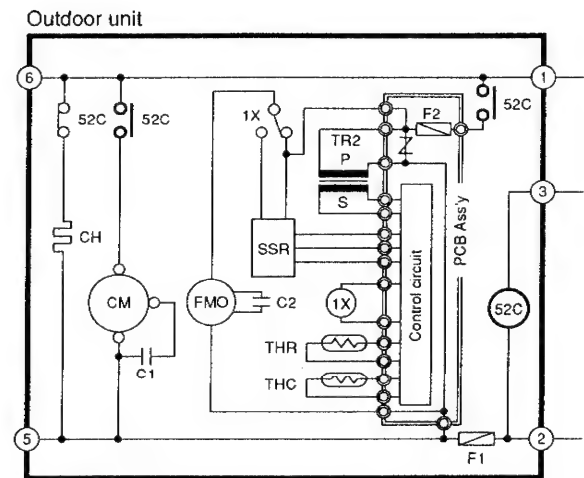 Outdoor unit
6
1
52C
52C
1X
F2
52C
TR2
P
S
PCB Ass'y
3
CH
SSR
Control circuit
CM
FMO
C2
1X
52C
THR
C1
THC
5
F1
2